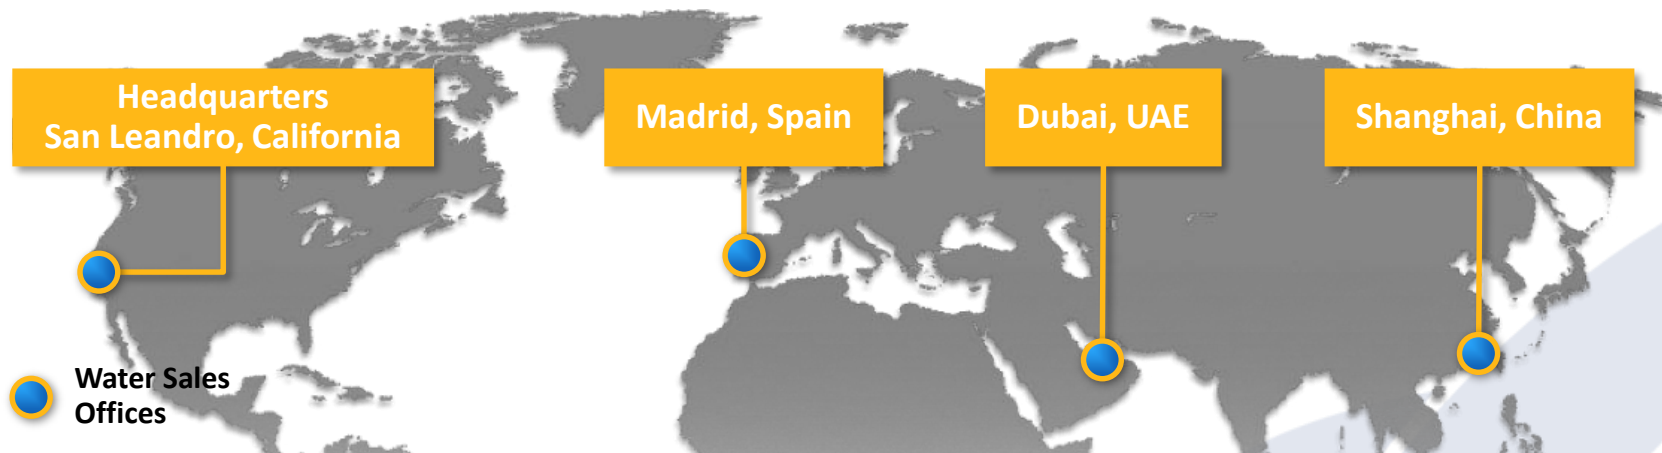 Headquarters
San Leandro, California
Madrid, Spain
Dubai, UAE
Shanghai, China
Water Sales
Offices